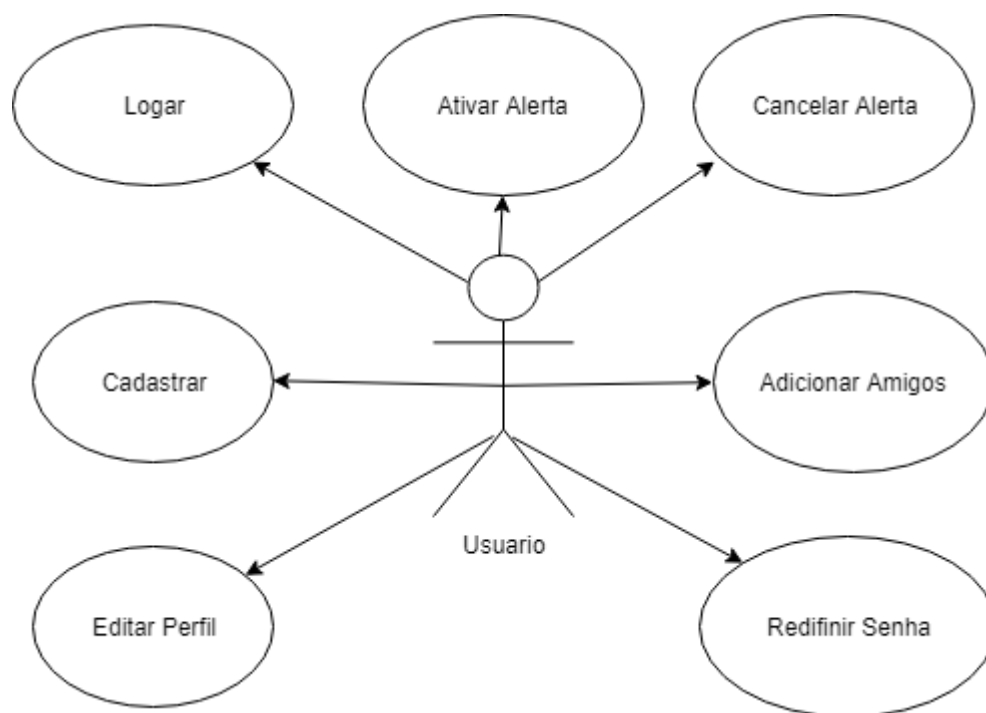 Logar
Ativar Alerta
Cancelar Alerta
Cadastrar
Adicionar Amigos
Usuario
Editar Perfil
Redifinir Senha